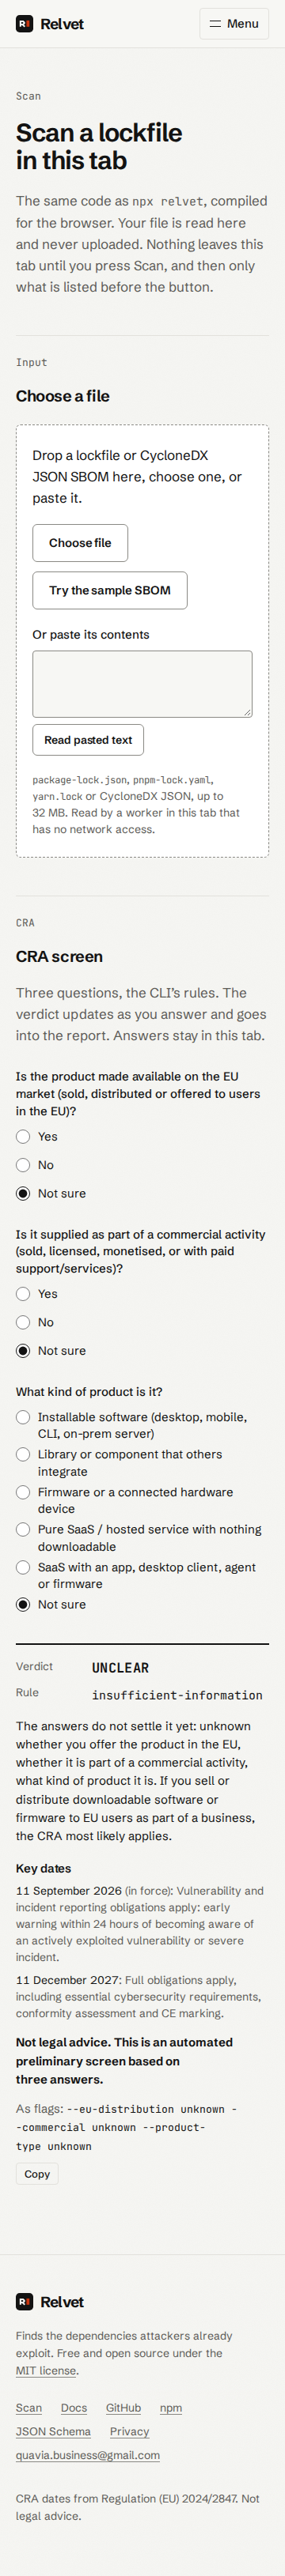 Relvet
Menu
Scan
Scan a lockfile
in this tab
The same code as npx relvet, compiled
for the browser. Your file is read here
and never uploaded. Nothing leaves this
tab until you press Scan, and then only
what is listed before the button.
Input
Choose a file
Drop a lockfile or CycloneDX
JSON SBOM here, choose one, or
paste it.
Choose file
Try the sample SBOM
Or paste its contents
Read pasted text
package-lock.json, pnpm-lock.yaml,
yarn.lock or CycloneDX JSON, up to
32 MB. Read by a worker in this tab that
has no network access.
CRA
CRA screen
Three questions, the CLI’s rules. The
verdict updates as you answer and goes
into the report. Answers stay in this tab.
Is the product made available on the EU
market (sold, distributed or offered to users
in the EU)?
Yes
No
Not sure
Is it supplied as part of a commercial activity
(sold, licensed, monetised, or with paid
support/services)?
Yes
No
Not sure
What kind of product is it?
Installable software (desktop, mobile,
CLI, on-prem server)
Library or component that others
integrate
Firmware or a connected hardware
device
Pure SaaS / hosted service with nothing
downloadable
SaaS with an app, desktop client, agent
or firmware
Not sure
Verdict UNCLEAR
Rule insufficient-information
The answers do not settle it yet: unknown
whether you offer the product in the EU,
whether it is part of a commercial activity,
what kind of product it is. If you sell or
distribute downloadable software or
firmware to EU users as part of a business,
the CRA most likely applies.
Key dates
11 September 2026 (in force): Vulnerability and
incident reporting obligations apply: early
warning within 24 hours of becoming aware of
an actively exploited vulnerability or severe
incident.
11 December 2027: Full obligations apply,
including essential cybersecurity requirements,
conformity assessment and CE marking.
Not legal advice. This is an automated
preliminary screen based on
three answers.
As flags: --eu-distribution unknown -
-commercial unknown --product-
type unknown
Copy
Relvet
Finds the dependencies attackers already
exploit. Free and open source under the
MIT license.
Scan Docs GitHub npm
JSON Schema Privacy
quavia.business@gmail.com
CRA dates from Regulation (EU) 2024/2847. Not
legal advice.